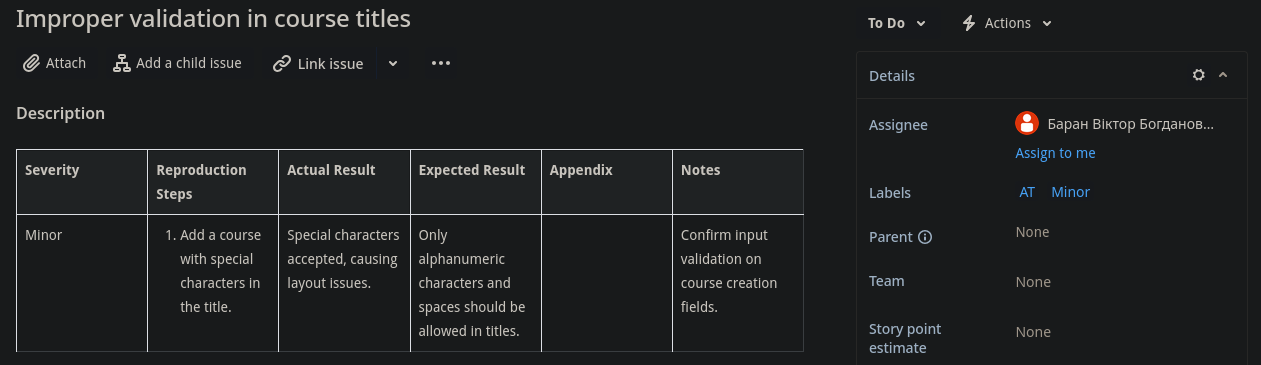 Improper validation in course titles
To Do
Actions
Attach
Add a child issue
Link issue
Details
Description
Assignee
Баран Віктор Богданов...
Assign to me
Severity
Reproduction
Steps
Actual Result
Expected Result
Appendix
Notes
Labels
AT Minor
Minor
1. Add a course
with special
characters in
the title.
Special characters
accepted, causing
layout issues.
Only
alphanumeric
characters and
spaces should be
allowed in titles.
Confirm input
validation on
course creation
fields.
Parent
None
Team
None
Story point
estimate
None